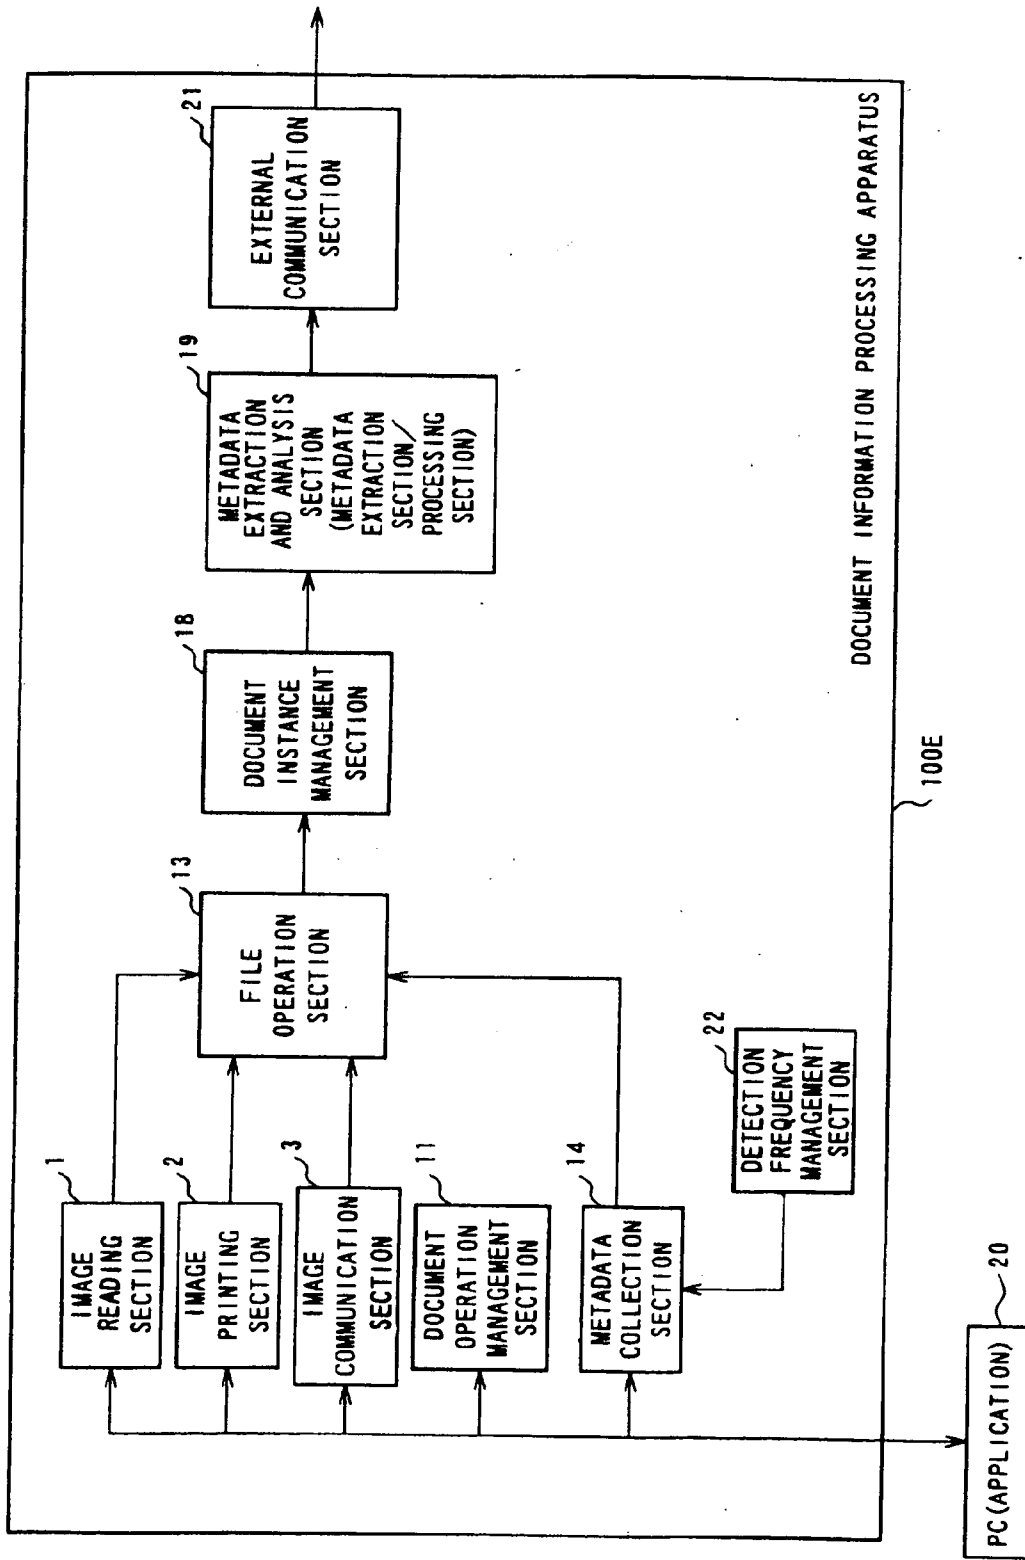 1
IMAGE
READING
SECTION
2
IMAGE
PRINTING
SECTION
3
IMAGE
COMMUNICATION
SECTION
11
DOCUMENT
OPERATION
MANAGEMENT
SECTION
14
METADATA
COLLECTION
SECTION
22
DETECTION
FREQUENCY
MANAGEMENT
SECTION
13
FILE
OPERATION
SECTION
18
DOCUMENT
INSTANCE
MANAGEMENT
SECTION
19
METADATA
EXTRACTION
AND ANALYSIS
SECTION
(METADATA
EXTRACTION
SECTION/
PROCESSING
SECTION)
21
EXTERNAL
COMMUNICATION
SECTION
DOCUMENT INFORMATION PROCESSING APPARATUS
100E
PC(APPLICATION)
20